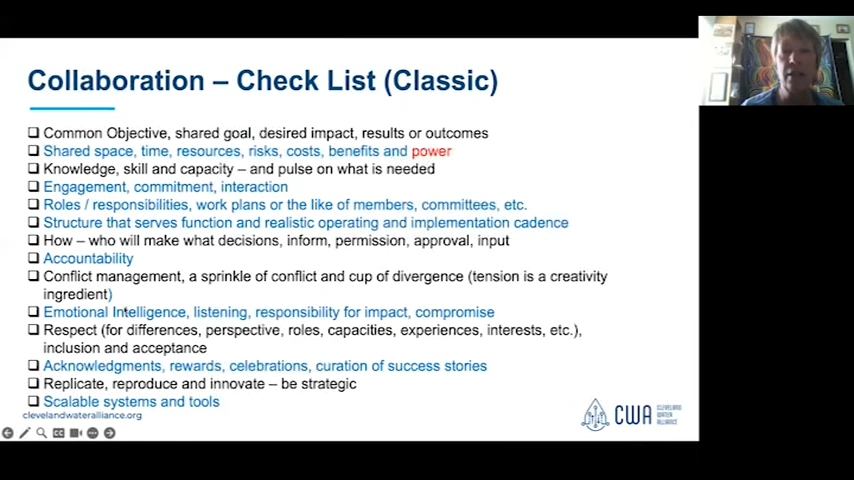 Collaboration – Check List (Classic)
Common Objective, shared goal, desired impact, results or outcomes
Shared space, time, resources, risks, costs, benefits and power
Knowledge, skill and capacity – and pulse on what is needed
Engagement, commitment, interaction
Roles / responsibilities, work plans or the like of members, committees, etc.
Structure that serves function and realistic operating and implementation cadence
How – who will make what decisions, inform, permission, approval, input
Accountability
Conflict management, a sprinkle of conflict and cup of divergence (tension is a creativity
ingredient)
Emotional Intelligence, listening, responsibility for impact, compromise
Respect (for differences, perspective, roles, capacities, experiences, interests, etc.),
inclusion and acceptance
Acknowledgments, rewards, celebrations, curation of success stories
Replicate, reproduce and innovate – be strategic
Scalable systems and tools
clevelandwateralliance.org
CWA
CLEVELAND
WATER
ALLIANCE